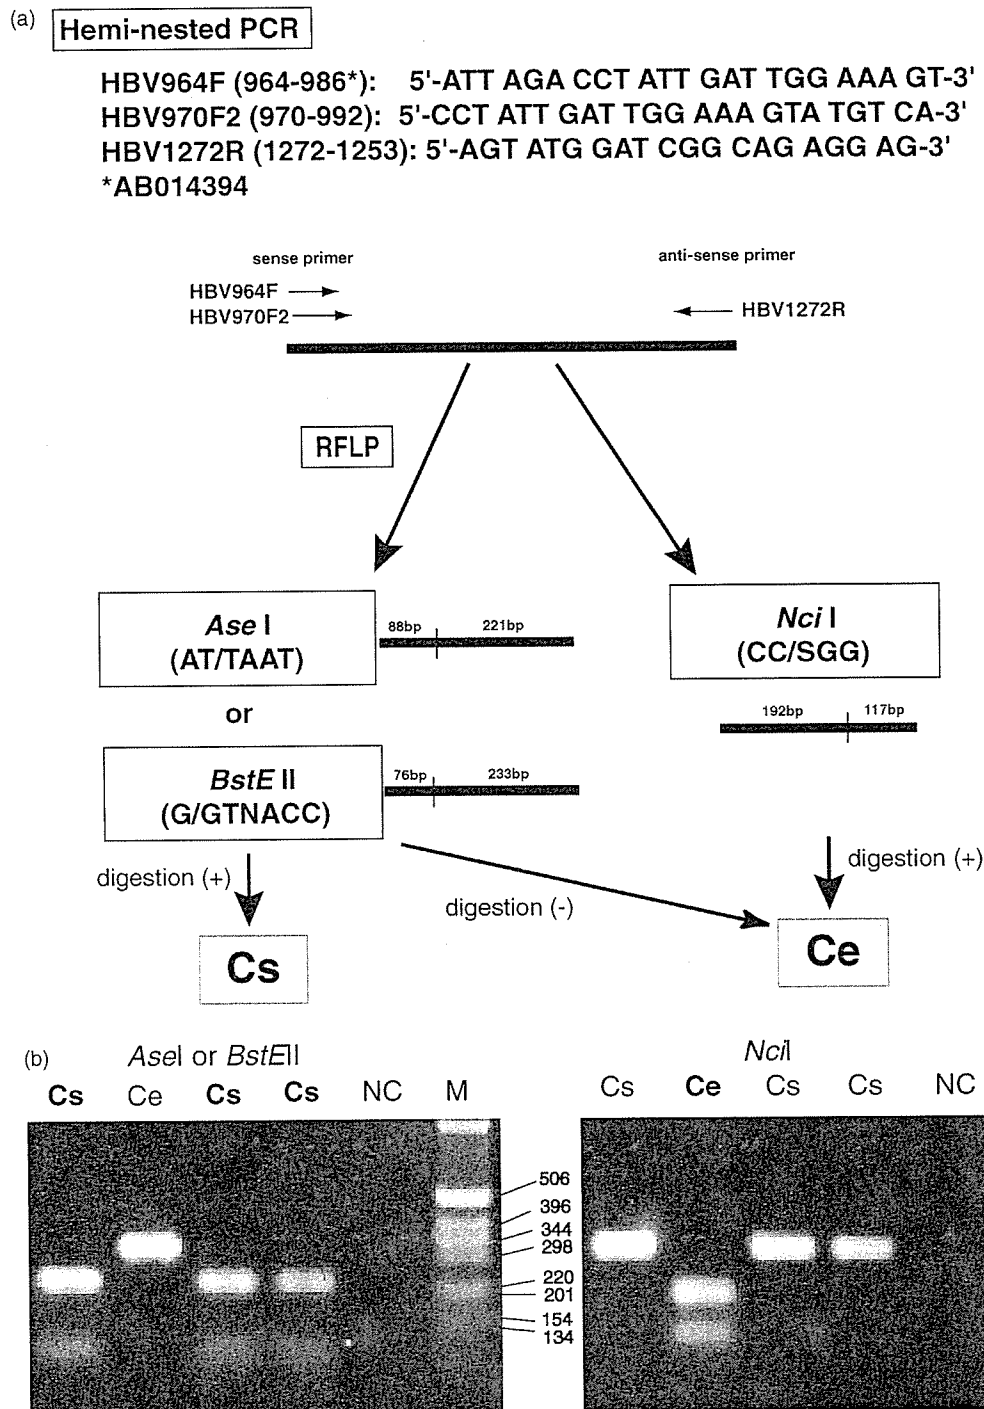 (a) Hemi-nested PCR
HBV964F (964-986*): 5'-ATT AGA CCT ATT GAT TGG AAA GT-3'
HBV970F2 (970-992): 5'-CCT ATT GAT TGG AAA GTA TGT CA-3'
HBV1272R (1272-1253): 5'-AGT ATG GAT CGG CAG AGG AG-3'
*AB014394
sense primer
anti-sense primer
HBV964F
HBV970F2
HBV1272R
RFLP
Ase I
(AT/TAAT)
88bp 221bp
Nci I
(CC/SGG)
192bp 117bp
or
BstE II
(G/GTNACC)
76bp 233bp
digestion (+)
digestion (-)
digestion (+)
Cs
Ce
(b) AseI or BstEII
NciI
Cs Ce Cs Cs NC M
Cs Ce Cs Cs NC
506
396
344
298
220
201
154
134